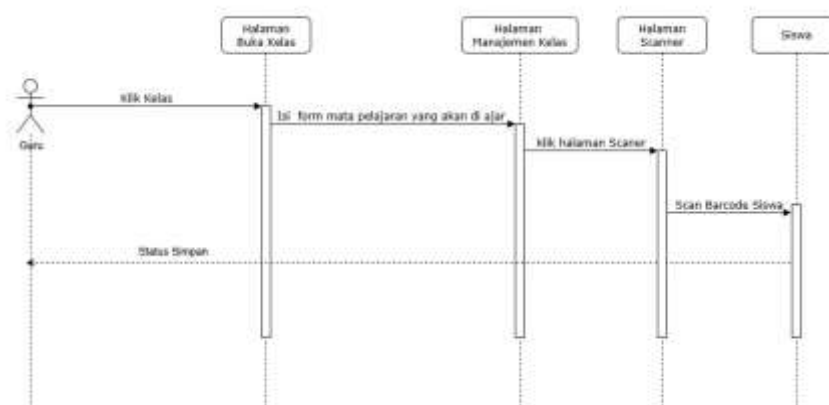 Halaman
Buka Kelas
Halaman
Manajemen Kelas
Halaman
Scanner
Siswa
Klik Kelas
Isi form mata pelajaran yang akan di ajar
Guru
klik halaman Scaner
Scan Barcode Siswa
Status Simpan